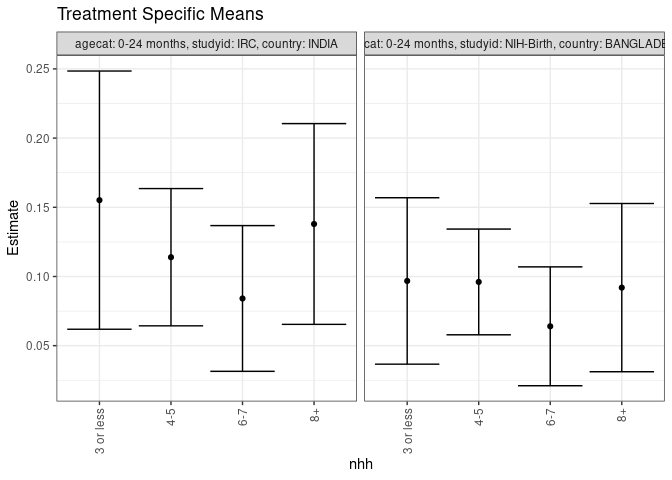 Treatment Specific Means
agecat: 0-24 months, studyid: IRC, country: INDIA
cat: 0-24 months, studyid: NIH-Birth, country: BANGLADE
0.25
0.20
0.15
0.10
0.05
Estimate
3 or less
4-5
6-7
8+
3 or less
4-5
6-7
8+
nhh